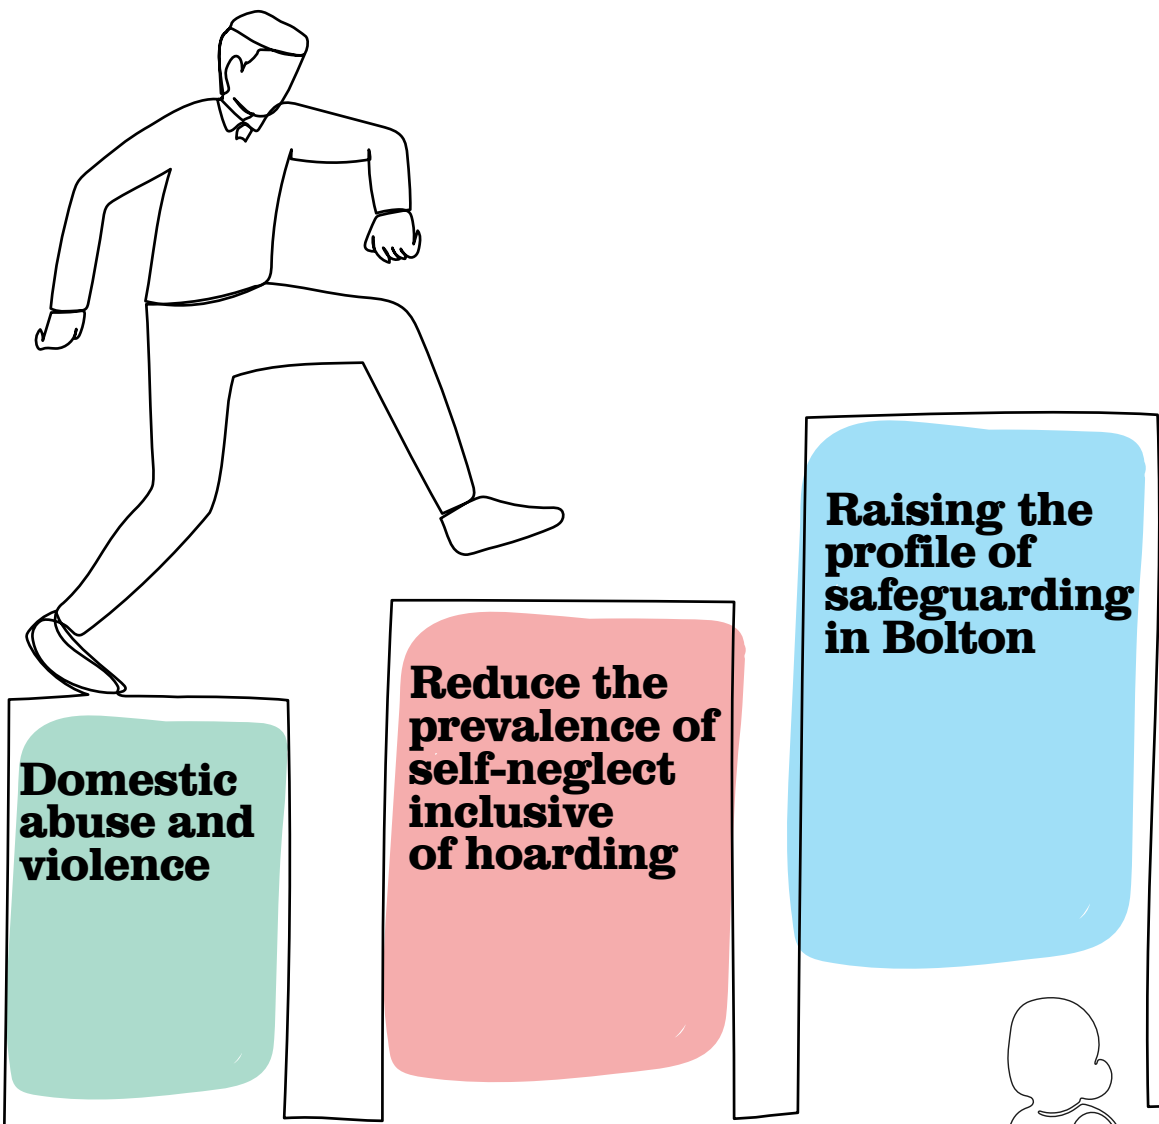 Domestic
abuse and
violence
Reduce the
prevalence of
self-neglect
inclusive
of hoarding
Raising the
profile of
safeguarding
in Bolton